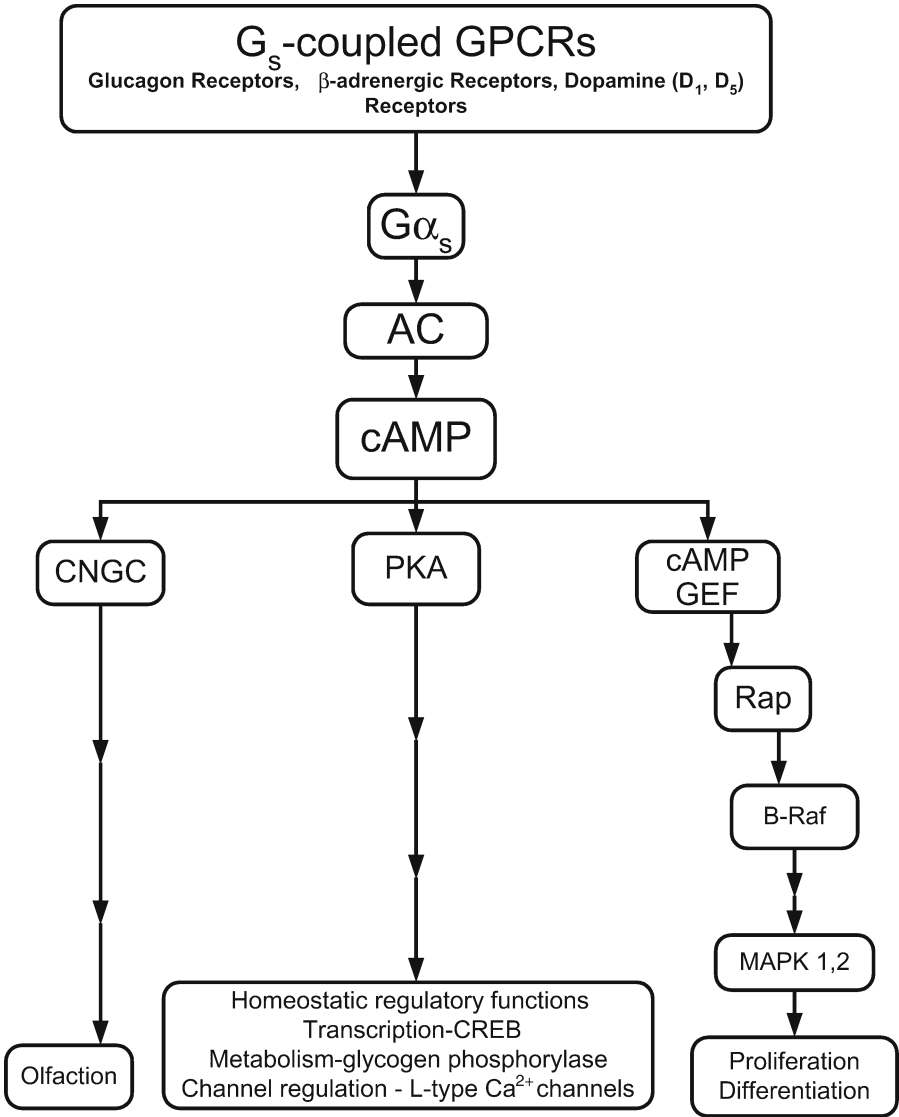 Gₛ-coupled GPCRs
Glucagon Receptors, β-adrenergic Receptors, Dopamine (D₁, D₅)
Receptors
Gαₛ
AC
cAMP
CNGC
PKA
cAMP
GEF
Rap
B-Raf
MAPK 1,2
Homeostatic regulatory functions
Transcription-CREB
Metabolism-glycogen phosphorylase
Channel regulation - L-type Ca²⁺ channels
Olfaction
Proliferation
Differentiation